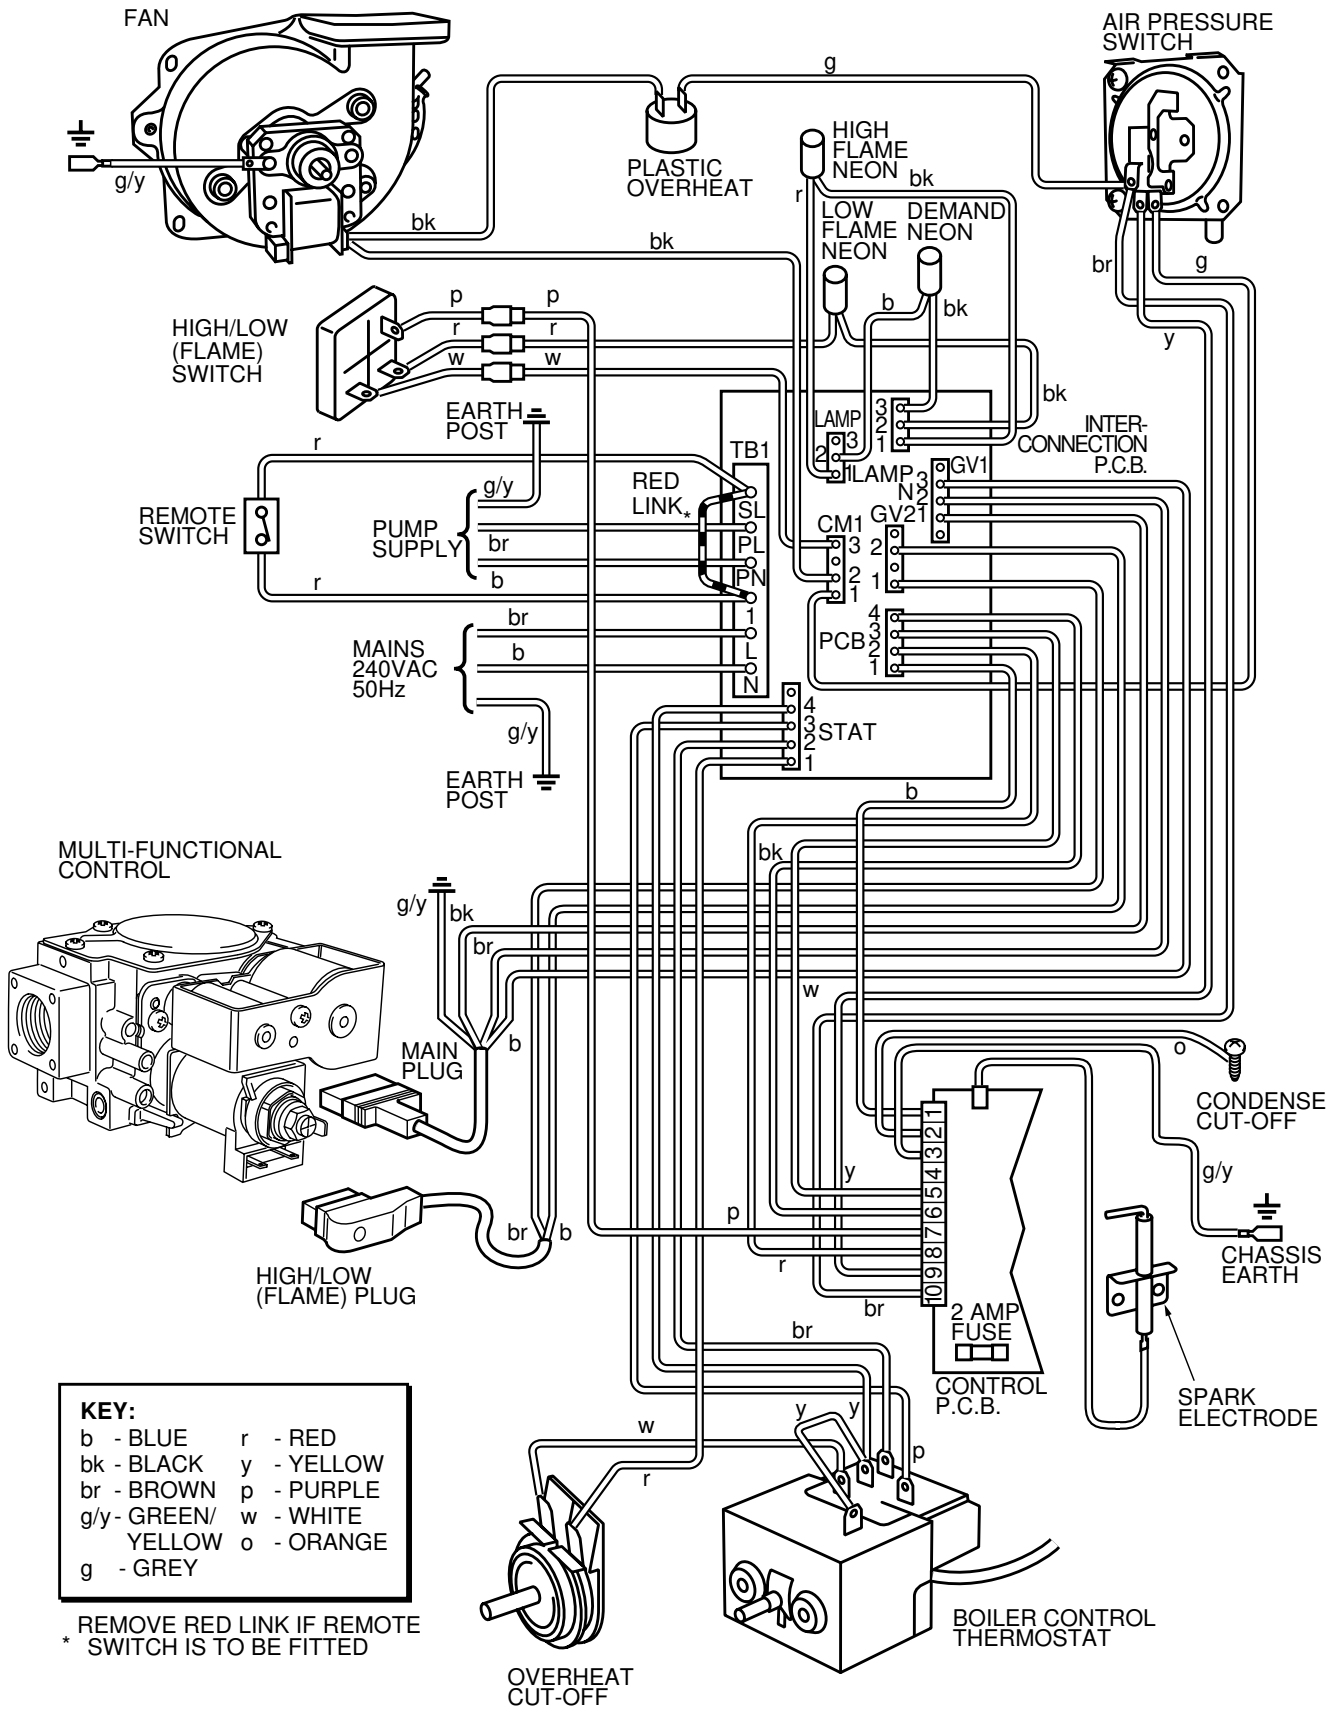 FAN
AIR PRESSURE
SWITCH
g
HIGH
FLAME
NEON
PLASTIC
OVERHEAT
g/y
bk
r
LOW
FLAME
NEON
DEMAND
NEON
bk
bk
br
g
p
p
b
bk
HIGH/LOW
(FLAME)
SWITCH
r
r
y
w
w
bk
EARTH
POST
LAMP
3
2
1
INTER-
CONNECTION
P.C.B.
r
TB1
3
2
1
LAMP
GV1
3
N
2
1
RED
LINK*
g/y
SL
GV2
CM1
REMOTE
SWITCH
PUMP
SUPPLY
br
PL
3
2
b
PN
2
1
r
1
br
1
4
3
2
1
PCB
MAINS
240VAC
50Hz
b
L
N
g/y
4
3
2
1
STAT
EARTH
POST
b
MULTI-FUNCTIONAL
CONTROL
bk
g/y
bk
br
w
MAIN
PLUG
b
o
CONDENSE
CUT-OFF
1
2
3
4
5
6
7
8
9
10
y
g/y
p
br
b
r
CHASSIS
EARTH
HIGH/LOW
(FLAME) PLUG
br
2 AMP
FUSE
br
CONTROL
P.C.B.
SPARK
ELECTRODE
KEY:
b - BLUE r - RED
bk - BLACK y - YELLOW
br - BROWN p - PURPLE
g/y - GREEN/ w - WHITE
YELLOW o - ORANGE
g - GREY
w
y
y
p
r
REMOVE RED LINK IF REMOTE
* SWITCH IS TO BE FITTED
BOILER CONTROL
THERMOSTAT
OVERHEAT
CUT-OFF